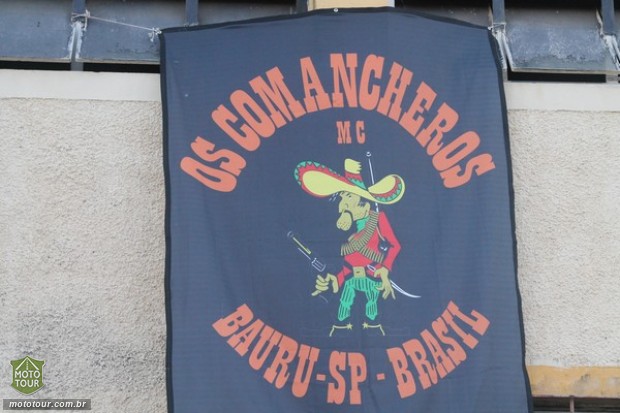 OS COMANCHEROS
MC
BAURU-SP-BRASIL
MOTO
TOUR
mototour.com.br